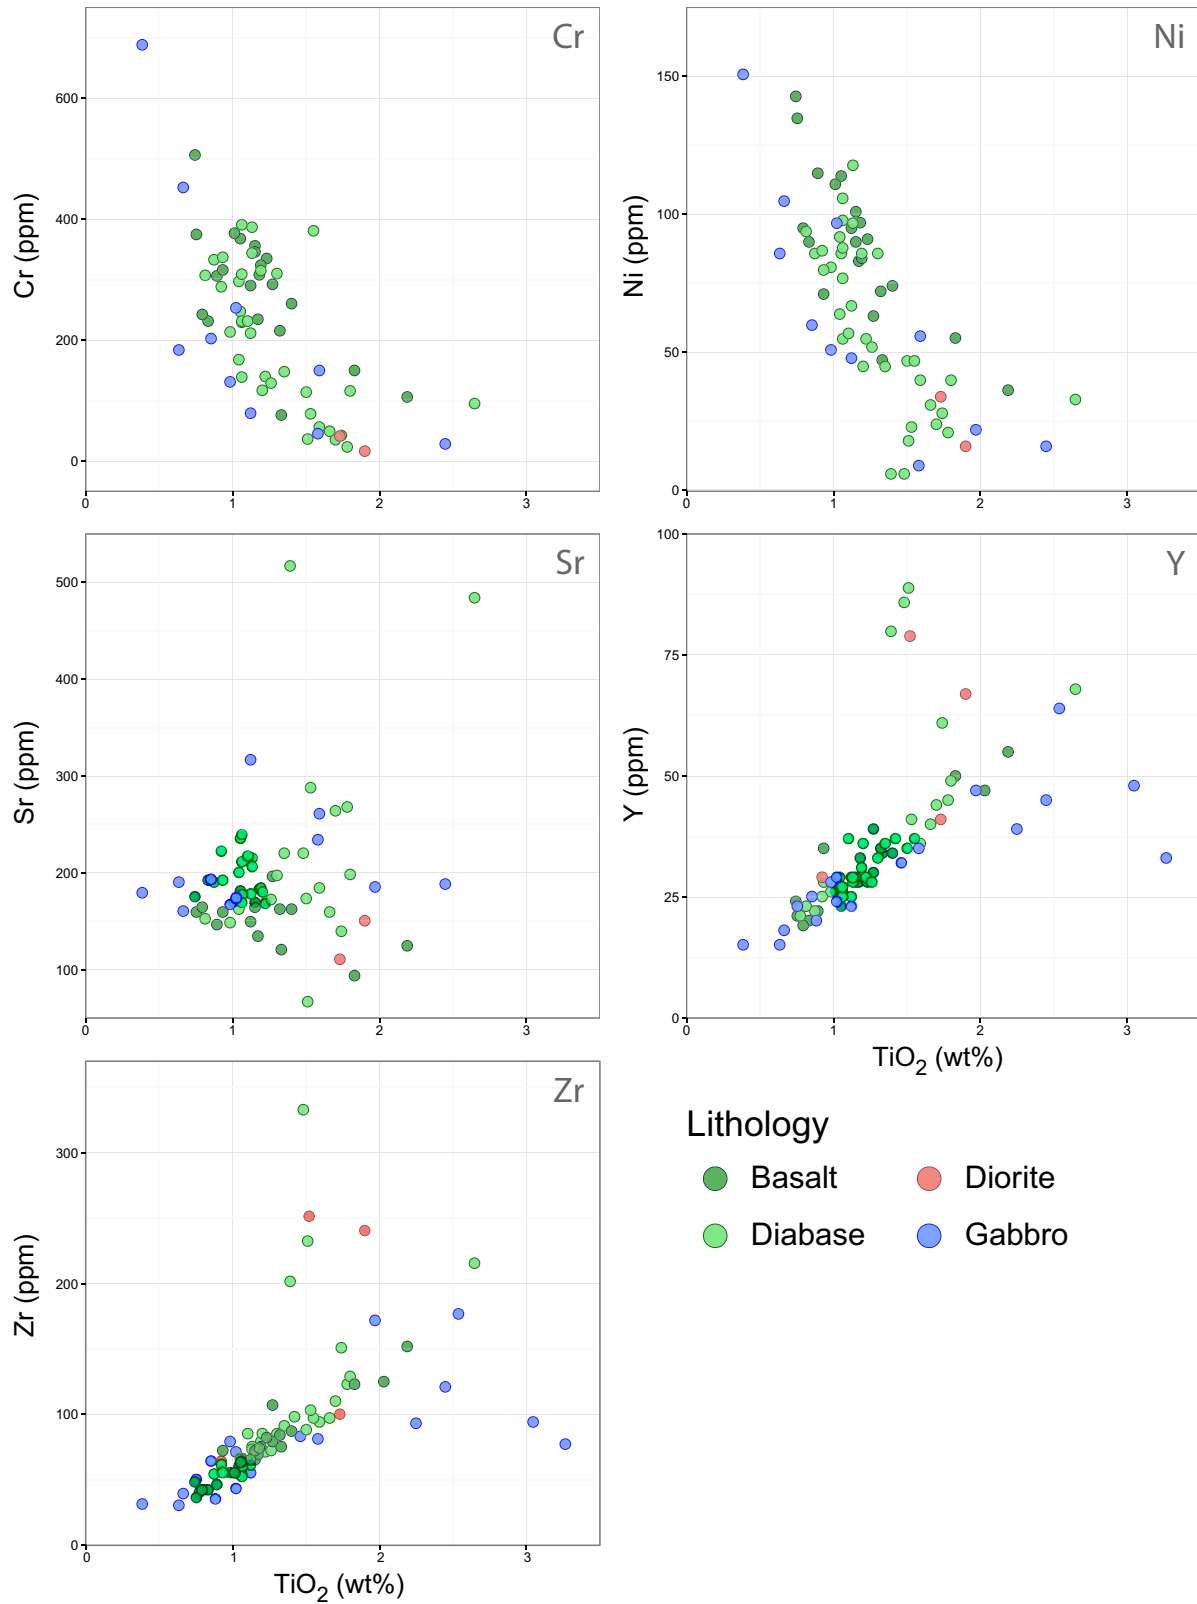 Cr
Cr (ppm)
600
400
200
0
0 1 2 3
Ni
Ni (ppm)
150
100
50
0
0 1 2 3
Sr
Sr (ppm)
500
400
300
200
100
0 1 2 3
Y
Y (ppm)
100
75
50
25
0
0 1 2 3
TiO2 (wt%)
Zr
Zr (ppm)
300
200
100
0
0 1 2 3
TiO2 (wt%)
Lithology
Basalt
Diorite
Diabase
Gabbro